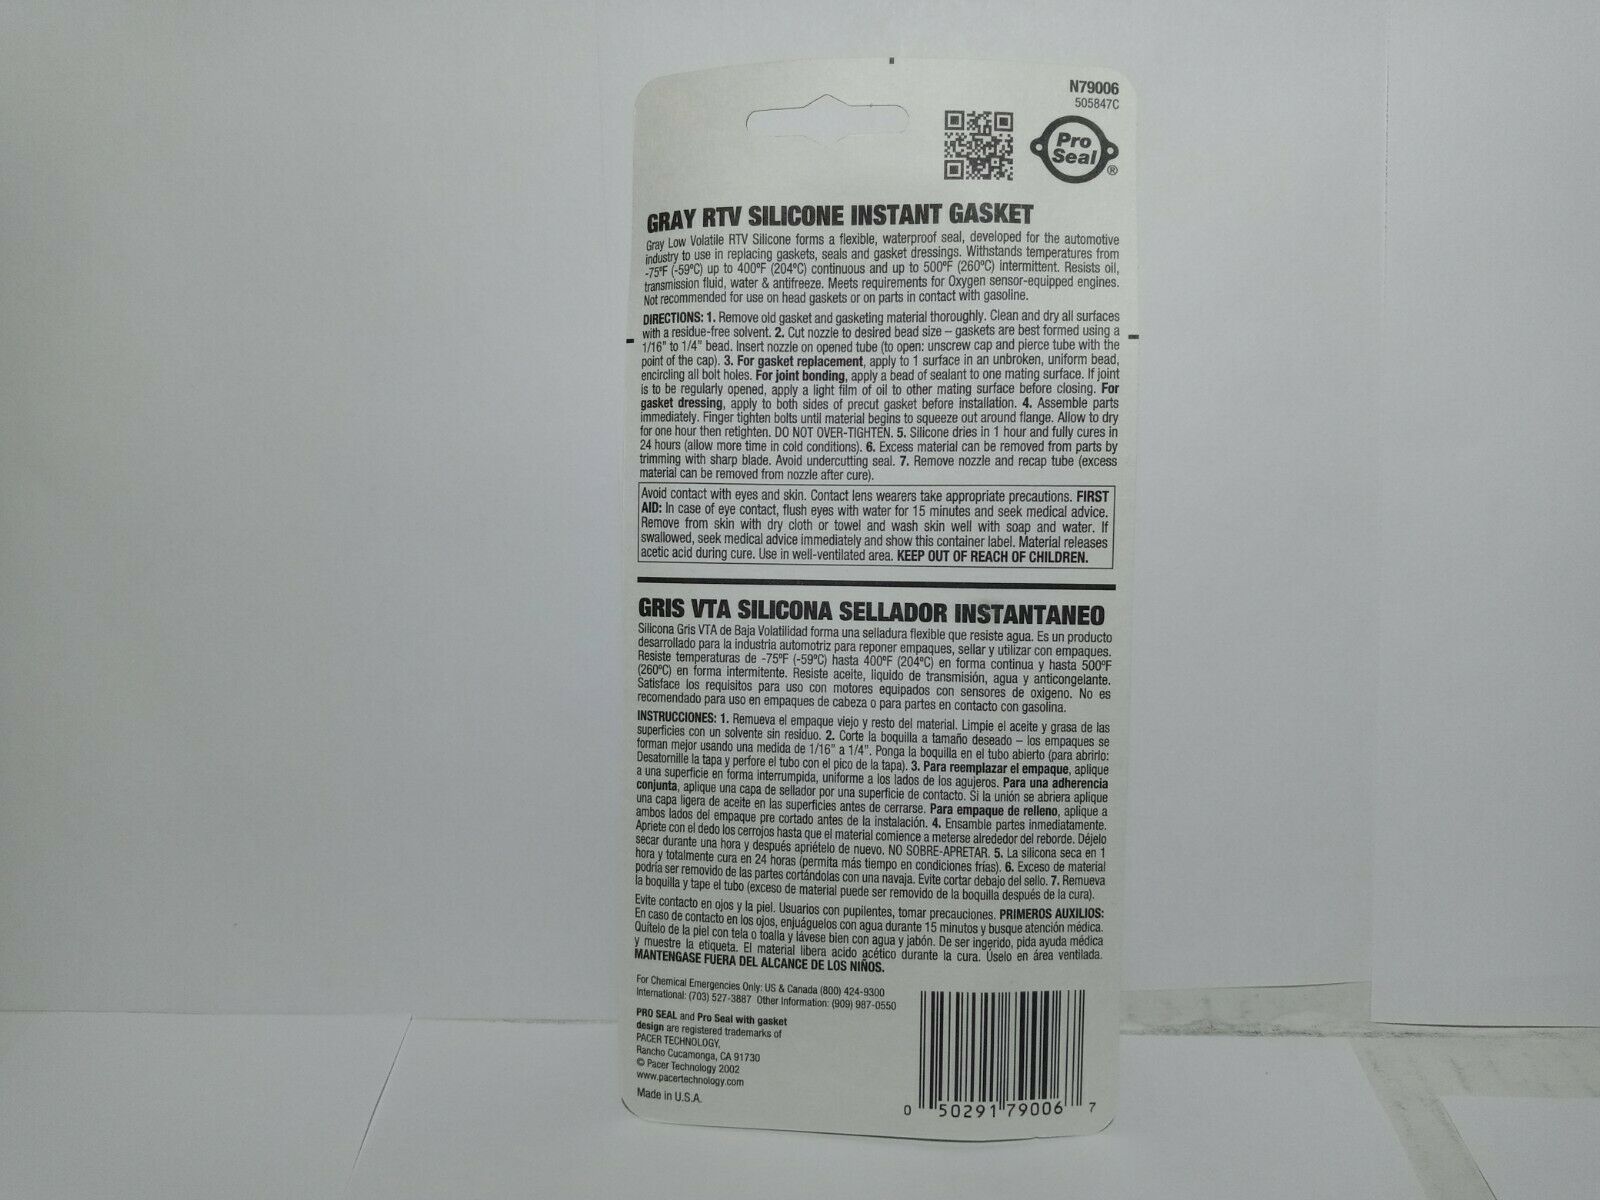 N79006
505847C
Pro
Seal®
GRAY RTV SILICONE INSTANT GASKET
Gray Low Volatile RTV Silicone forms a flexible, waterproof seal, developed for the automotive
industry to use in replacing gaskets, seals and gasket dressings. Withstands temperatures from
-75ºF (-59ºC) up to 400ºF (204ºC) continuous and up to 500ºF (260ºC) intermittent. Resists oil,
transmission fluid, water & antifreeze. Meets requirements for Oxygen sensor-equipped engines.
Not recommended for use on head gaskets or on parts in contact with gasoline.
DIRECTIONS: 1. Remove old gasket and gasketing material thoroughly. Clean and dry all surfaces
with a residue-free solvent. 2. Cut nozzle to desired bead size – gaskets are best formed using a
1/16" to 1/4" bead. Insert nozzle on opened tube (to open: unscrew cap and pierce tube with the
point of the cap). 3. For gasket replacement, apply to 1 surface in an unbroken, uniform bead,
encircling all bolt holes. For joint bonding, apply a bead of sealant to one mating surface. If joint
is to be regularly opened, apply a light film of oil to other mating surface before closing. For
gasket dressing, apply to both sides of precut gasket before installation. 4. Assemble parts
immediately. Finger tighten bolts until material begins to squeeze out around flange. Allow to dry
for one hour then retighten. DO NOT OVER-TIGHTEN. 5. Silicone dries in 1 hour and fully cures in
24 hours (allow more time in cold conditions). 6. Excess material can be removed from parts by
trimming with sharp blade. Avoid undercutting seal. 7. Remove nozzle and recap tube (excess
material can be removed from nozzle after cure).
Avoid contact with eyes and skin. Contact lens wearers take appropriate precautions. FIRST
AID: In case of eye contact, flush eyes with water for 15 minutes and seek medical advice.
Remove from skin with dry cloth or towel and wash skin well with soap and water. If
swallowed, seek medical advice immediately and show this container label. Material releases
acetic acid during cure. Use in well-ventilated area. KEEP OUT OF REACH OF CHILDREN.
GRIS VTA SILICONA SELLADOR INSTANTANEO
Silicona Gris VTA de Baja Volatilidad forma una selladura flexible que resiste agua. Es un producto
desarrollado para la industria automotriz para reponer empaques, sellar y utilizar con empaques.
Resiste temperaturas de -75ºF (-59ºC) hasta 400ºF (204ºC) en forma continua y hasta 500ºF
(260ºC) en forma intermitente. Resiste aceite, liquido de transmisión, agua y anticongelante.
Satisface los requisitos para uso con motores equipados con sensores de oxigeno. No es
recomendado para uso en empaques de cabeza o para partes en contacto con gasolina.
INSTRUCCIONES: 1. Remueva el empaque viejo y resto del material. Limpie el aceite y grasa de las
superficies con un solvente sin residuo. 2. Corte la boquilla a tamaño deseado – los empaques se
forman mejor usando una medida de 1/16" a 1/4". Ponga la boquilla en el tubo abierto (para abrirlo:
Desatornille la tapa y perfore el tubo con el pico de la tapa). 3. Para reemplazar el empaque, aplique
a una superficie en forma interrumpida, uniforme a los lados de los agujeros. Para una adherencia
conjunta, aplique una capa de sellador por una superficie de contacto. Si la unión se abriera aplique
una capa ligera de aceite en las superficies antes de cerrarse. Para empaque de relleno, aplique a
ambos lados del empaque pre cortado antes de la instalación. 4. Ensamble partes inmediatamente.
Apriete con el dedo los cerrojos hasta que el material comience a meterse alrededor del reborde. Déjelo
secar durante una hora y después apriételo de nuevo. NO SOBRE-APRETAR. 5. La silicona seca en 1
hora y totalmente cura en 24 horas (permita más tiempo en condiciones frías). 6. Exceso de material
podría ser removido de las partes cortándolas con una navaja. Evite cortar debajo del sello. 7. Remueva
la boquilla y tape el tubo (exceso de material puede ser removido de la boquilla después de la cura).
Evite contacto en ojos y la piel. Usuarios con pupilentes, tomar precauciones. PRIMEROS AUXILIOS:
En caso de contacto en los ojos, enjuáguelos con agua durante 15 minutos y busque atención médica.
Quítelo de la piel con tela o toalla y lávese bien con agua y jabón. De ser ingerido, pida ayuda médica
y muestre la etiqueta. El material libera acido acético durante la cura. Úselo en área ventilada.
MANTENGASE FUERA DEL ALCANCE DE LOS NIÑOS.
For Chemical Emergencies Only: US & Canada (800) 424-9300
International: (703) 527-3887 Other Information: (909) 987-0550
PRO SEAL and Pro Seal with gasket
design are registered trademarks of
PACER TECHNOLOGY,
Rancho Cucamonga, CA 91730
© Pacer Technology 2002
www.pacertechnology.com
Made in U.S.A.
0 50291 79006 7